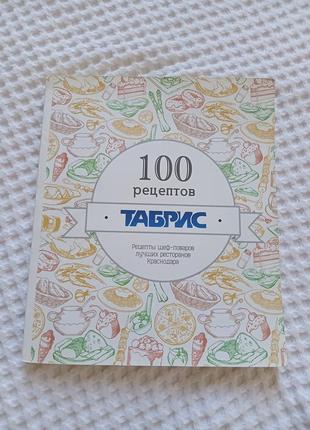 100
рецептов
ТАБРИС
Рецепты шеф-поваров
лучших ресторанов
Краснодара